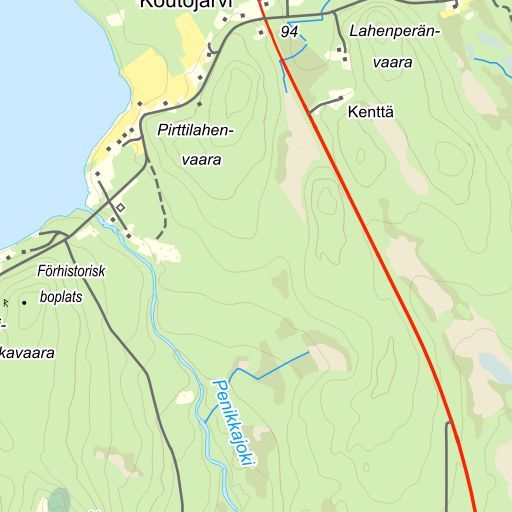 Koutojärvi
94
Lahenperän-
vaara
Kenttä
Pirttilahen-
vaara
Förhistorisk
boplats
R
i-
kavaara
Penikkajoki